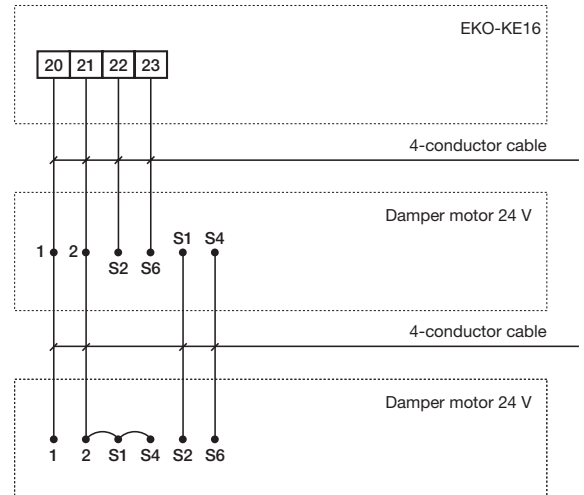 EKO-KE16
20 21 22 23
4-conductor cable
Damper motor 24 V
S1 S4
1 2
S2 S6
4-conductor cable
Damper motor 24 V
1 2 S1 S4 S2 S6